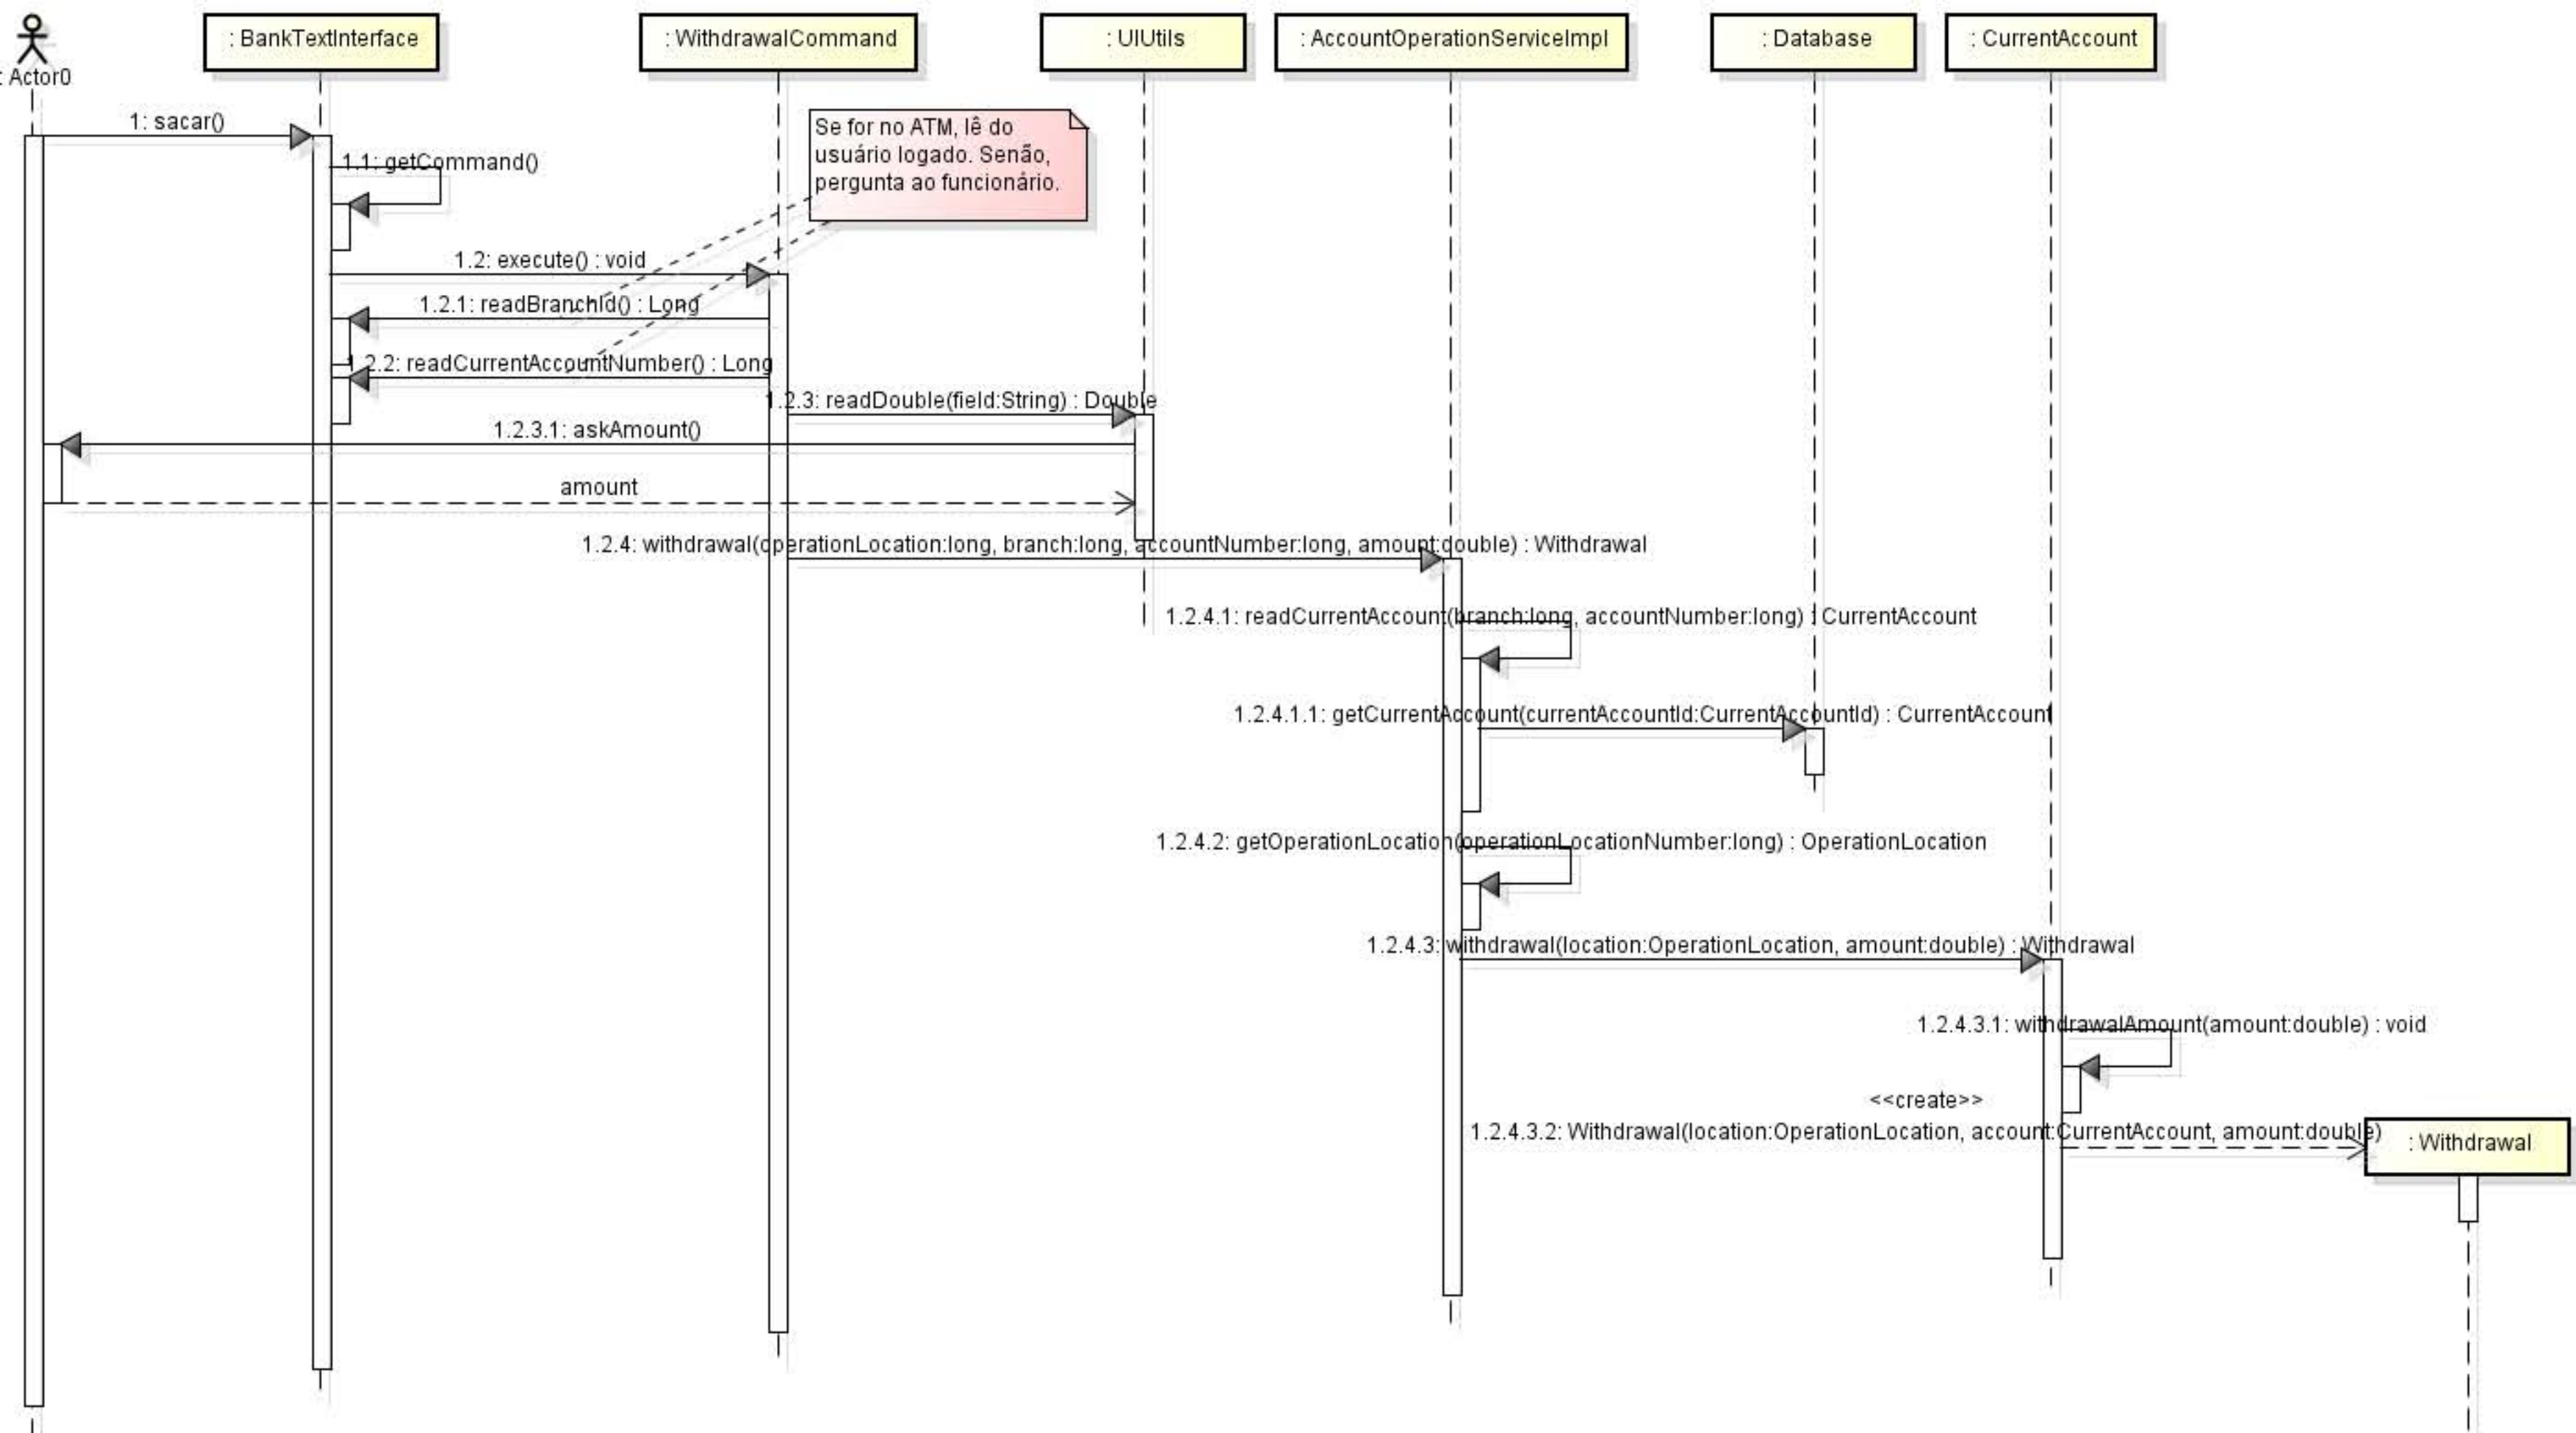 : BankTextInterface
: WithdrawalCommand
: UIUtils
: AccountOperationServiceImpl
: Database
: CurrentAccount
: Actor0
1: sacar()
Se for no ATM, lê do
usuário logado. Senão,
pergunta ao funcionário.
1.1: getCommand()
1.2: execute() : void
1.2.1: readBranchId() : Long
1.2.2: readCurrentAccountNumber() : Long
1.2.3: readDouble(field:String) : Double
1.2.3.1: askAmount()
amount
1.2.4: withdrawal(operationLocation:long, branch:long, accountNumber:long, amount:double) : Withdrawal
1.2.4.1: readCurrentAccount(branch:long, accountNumber:long) : CurrentAccount
1.2.4.1.1: getCurrentAccount(currentAccountId:CurrentAccountId) : CurrentAccount
1.2.4.2: getOperationLocation(operationLocationNumber:long) : OperationLocation
1.2.4.3: withdrawal(location:OperationLocation, amount:double) : Withdrawal
1.2.4.3.1: withdrawalAmount(amount:double) : void
<<create>>
1.2.4.3.2: Withdrawal(location:OperationLocation, account:CurrentAccount, amount:double)
: Withdrawal